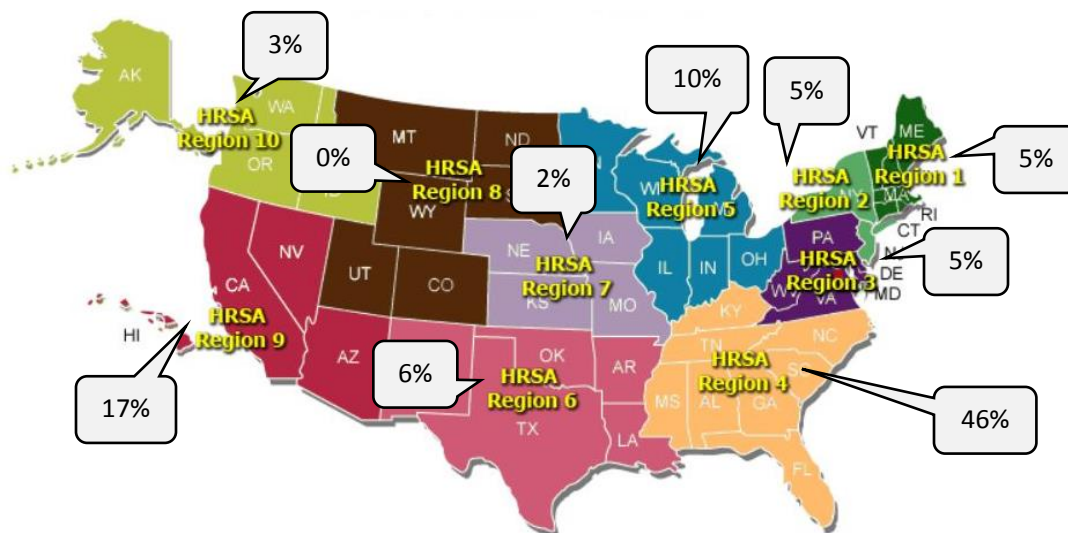 3%
10%
5%
5%
0%
2%
5%
17%
6%
46%
AK
WA
HRSA
Region 10
OR
MT
ND
HRSA
Region 8
WY
UT
CO
NV
CA
HRSA
Region 9
HI
AZ
NE
IA
HRSA
Region 7
KS
MO
HRSA
Region 5
IL
IN
OH
VT
ME
HRSA
Region 1
MA
RI
CT
HRSA
Region 2
NY
PA
HRSA
Region 3
DE
MD
VA
KY
NC
TN
HRSA
Region 4
MS
AL
GA
FL
OK
AR
HRSA
Region 6
TX
LA